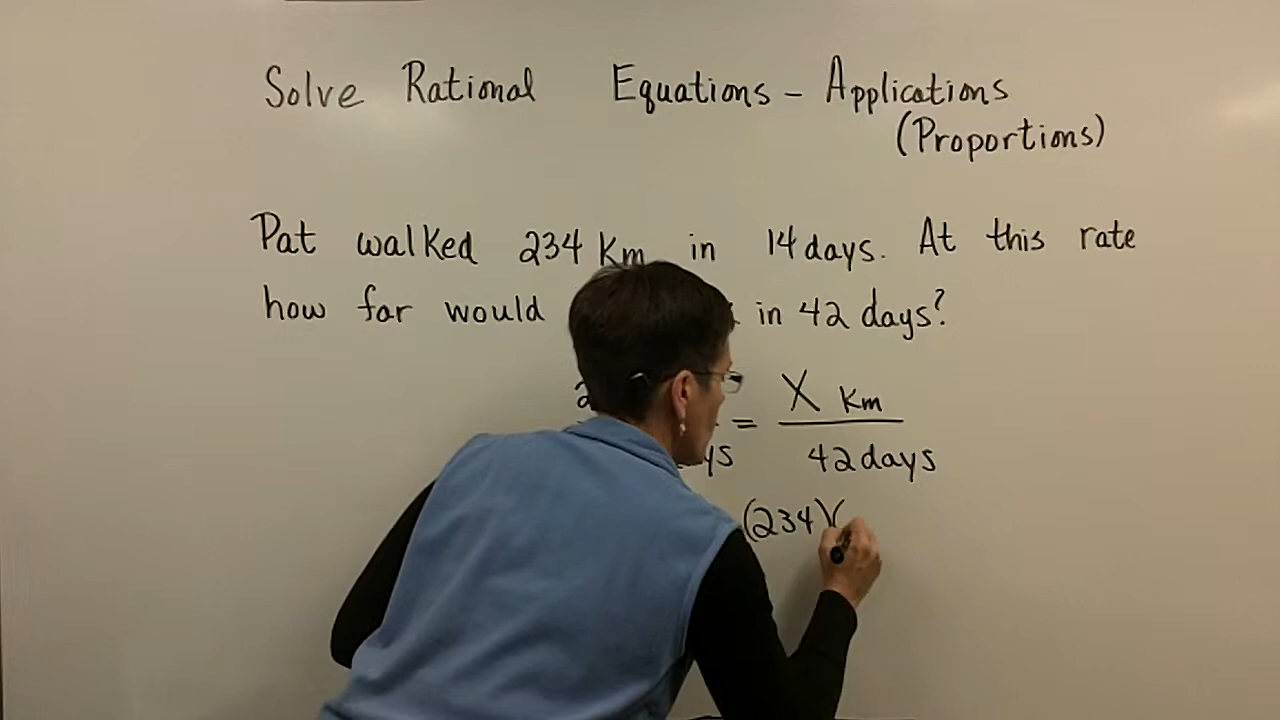 Solve Rational Equations - Applications
(Proportions)
Pat walked 234 Km in 14 days. At this rate
how far would in 42 days?
= X Km
42 days
(234)(